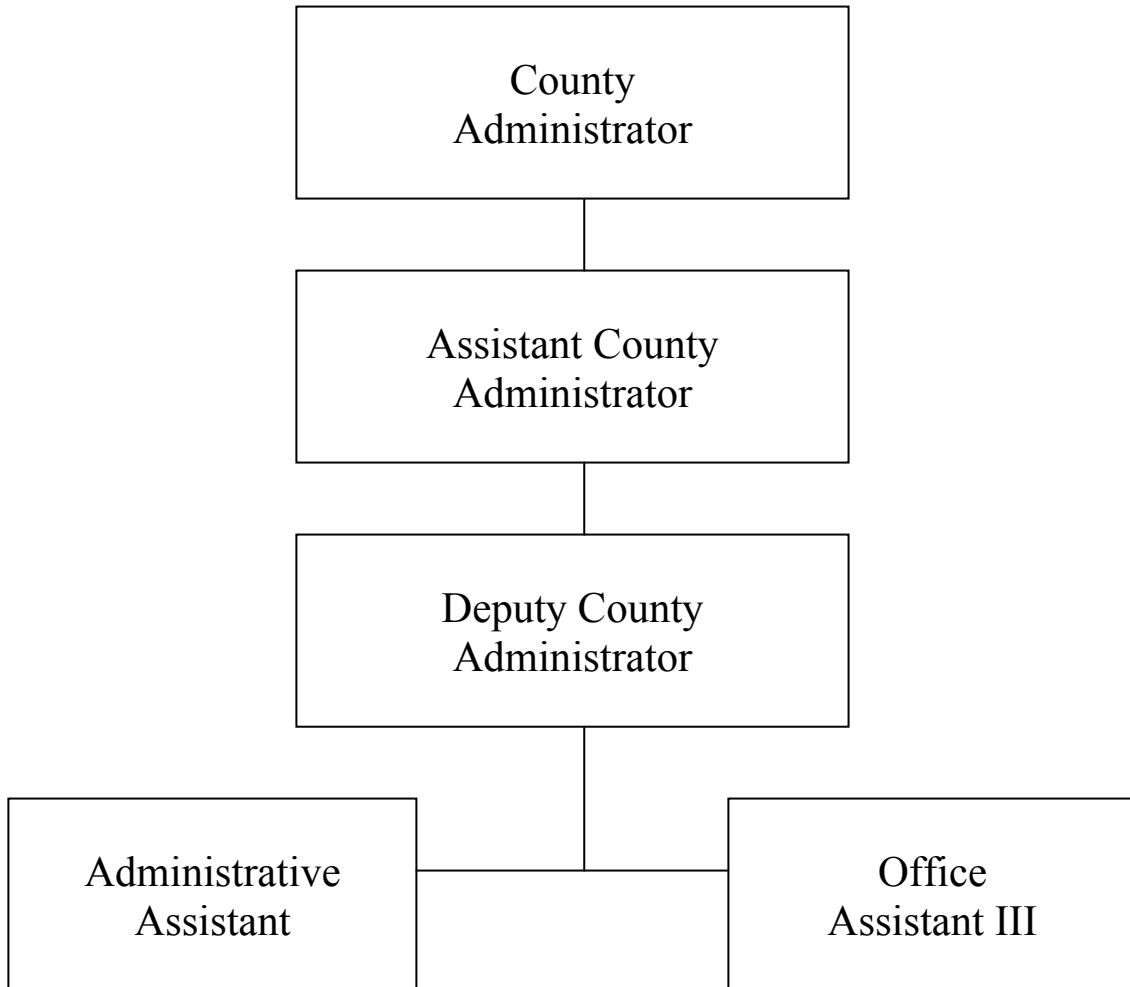 County
Administrator
Assistant County
Administrator
Deputy County
Administrator
Administrative
Assistant
Office
Assistant III